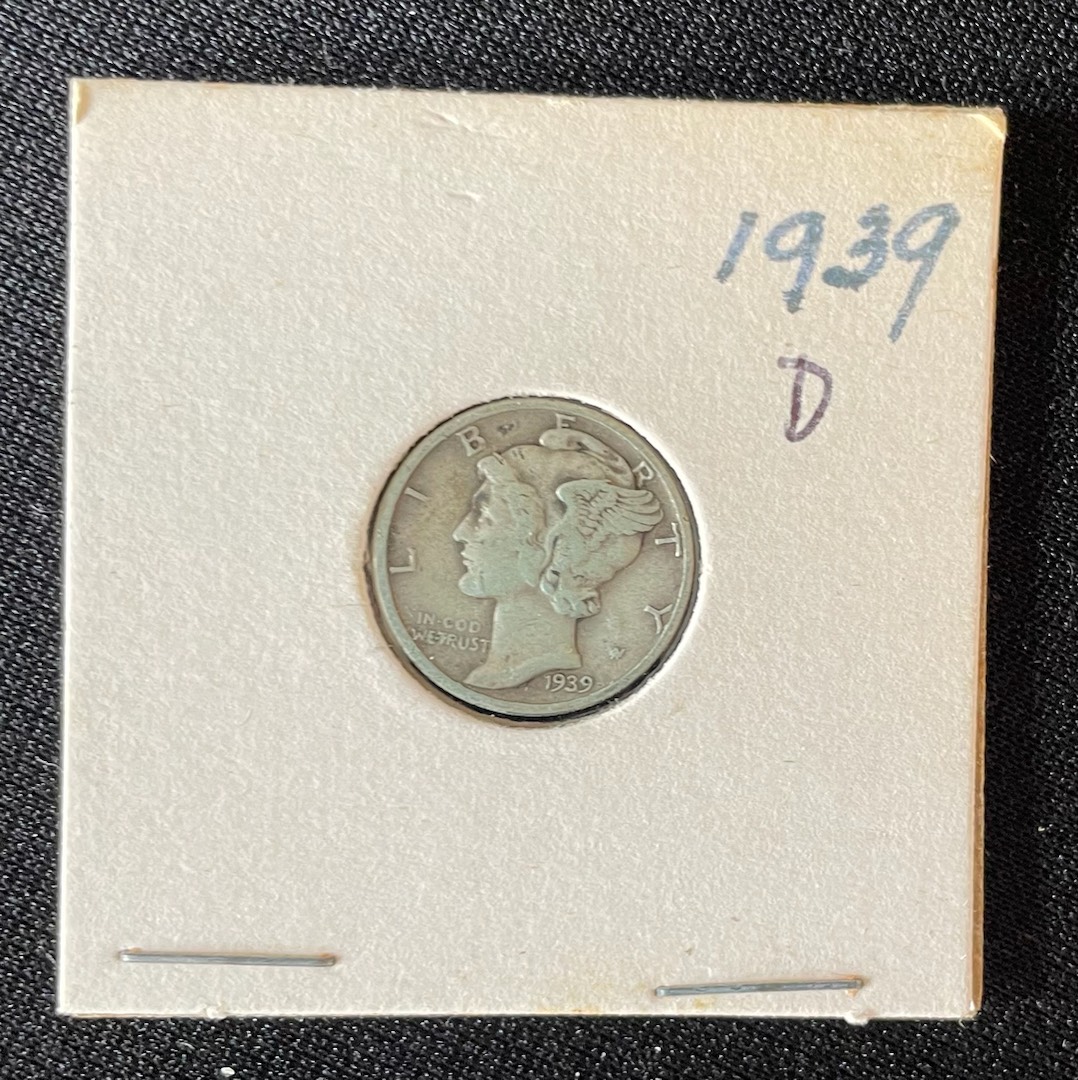 1939
D
LIBERTY
IN GOD
WE TRUST
1939